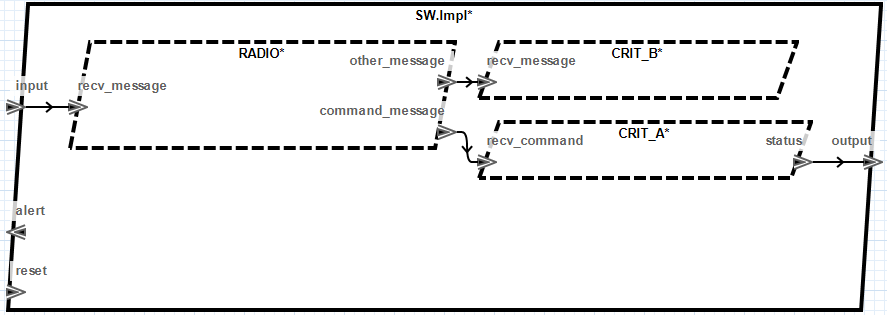 SW.Impl*
RADIO*
other_message
recv_message
CRIT_B*
input
recv_message
command_message
recv_command
CRIT_A*
status
output
alert
reset